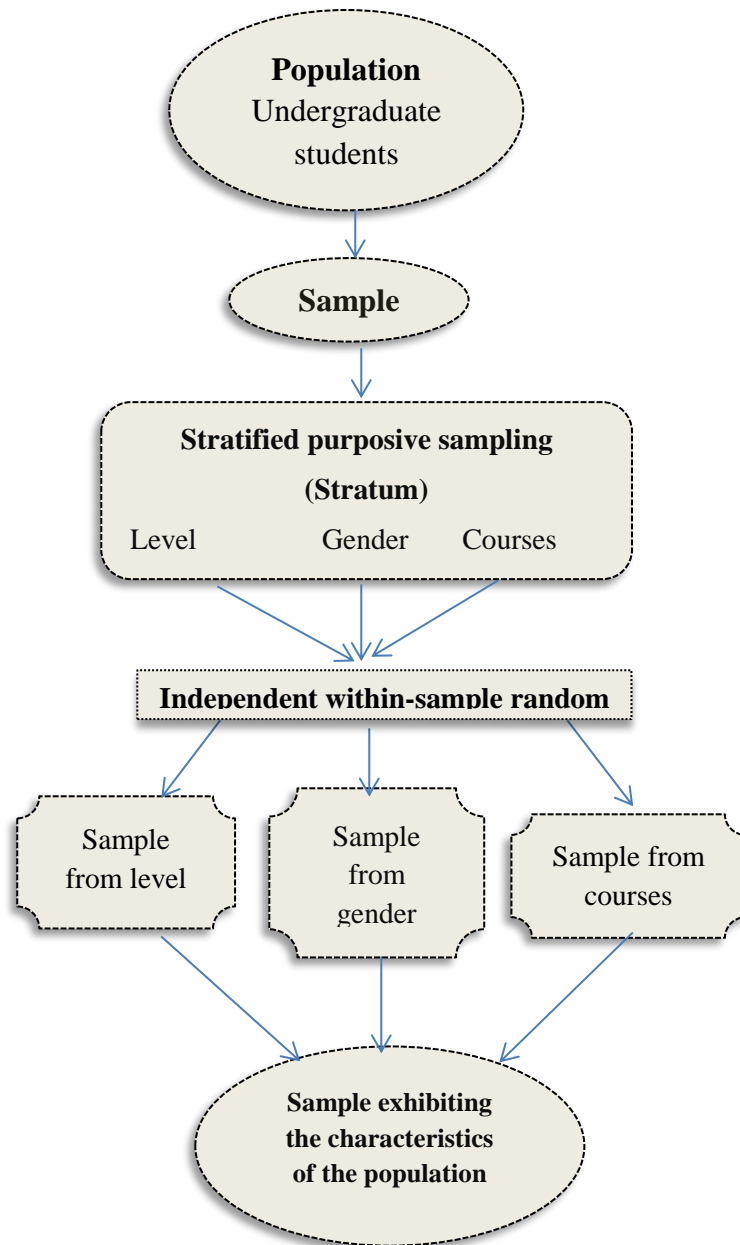 Population
Undergraduate
students
Sample
Stratified purposive sampling
(Stratum)
Level Gender Courses
Independent within-sample random
Sample
from level
Sample
from
gender
Sample from
courses
Sample exhibiting
the characteristics
of the population